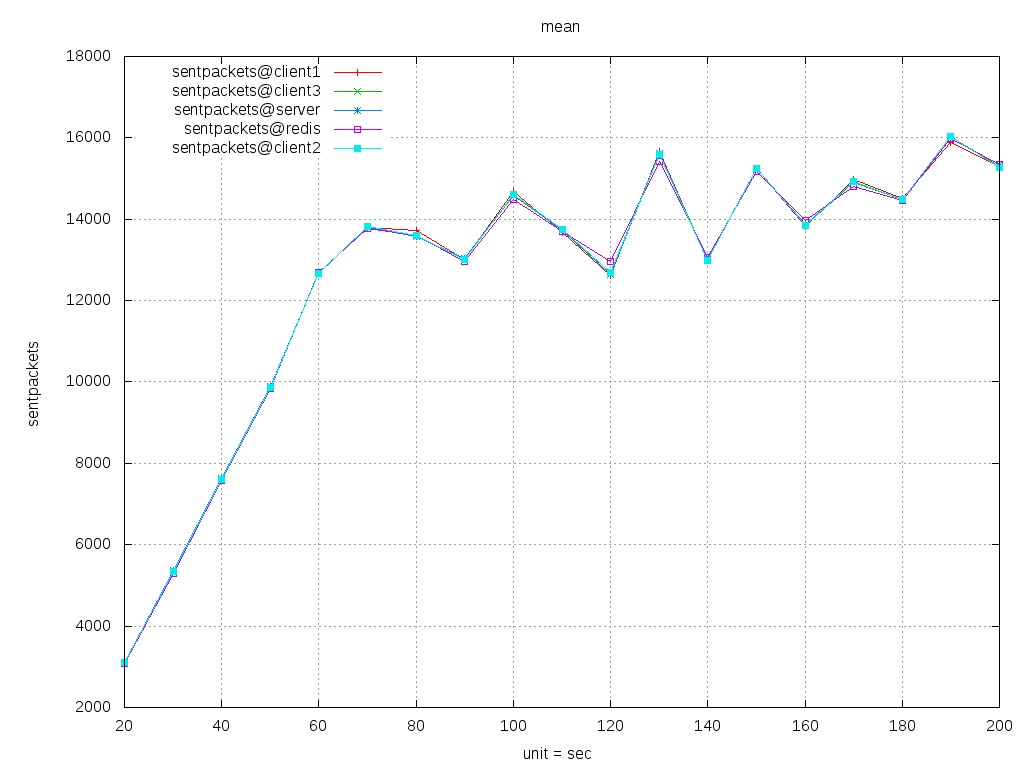 mean
18000
16000
14000
12000
10000
8000
6000
4000
2000
sentpackets
sentpackets@client1
sentpackets@client3
sentpackets@server
sentpackets@redis
sentpackets@client2
20 40 60 80 100 120 140 160 180 200
unit = sec